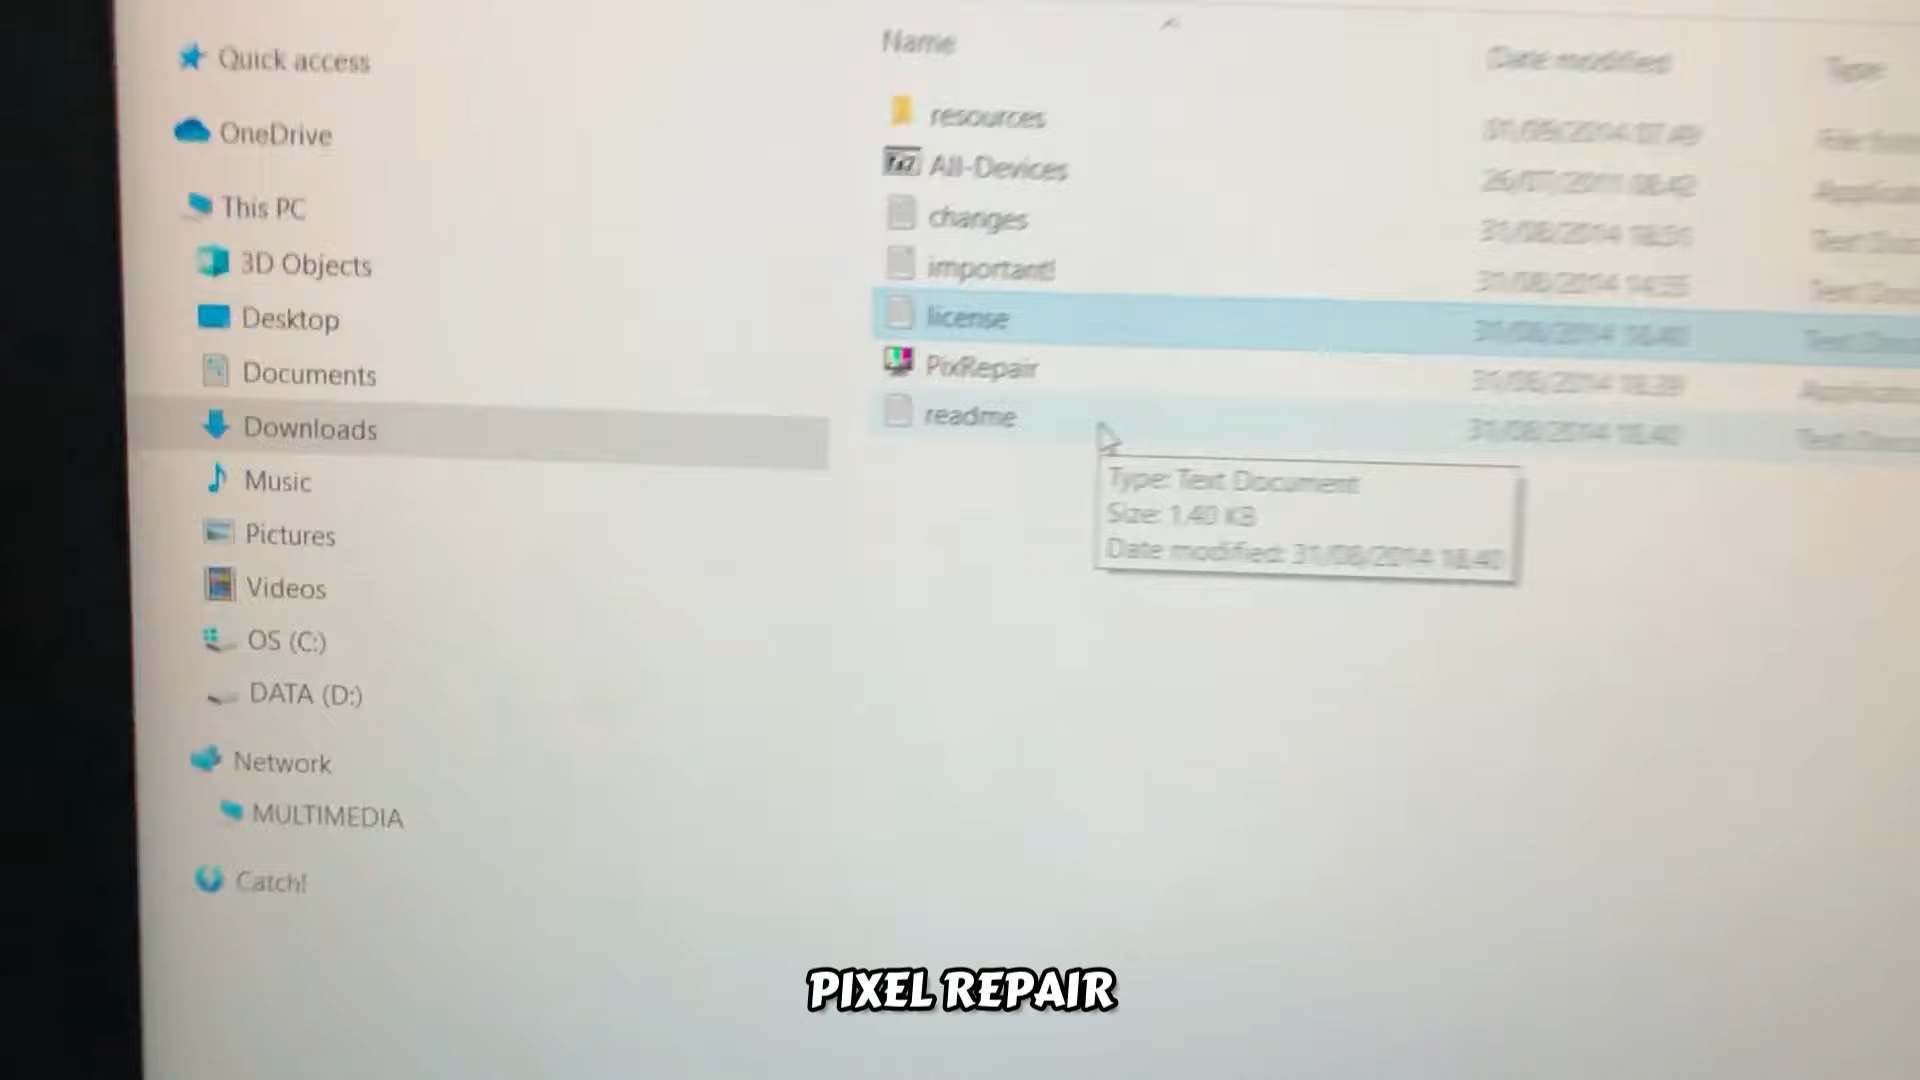 Quick access
OneDrive
This PC
3D Objects
Desktop
Documents
Downloads
Music
Pictures
Videos
OS (C:)
DATA (D:)
Network
MULTIMEDIA
Catch!
Name
Date modified
Type
resources
All-Devices
changes
important!
license
PixRepair
readme
Type: Text Document
Size: 1.40 KB
Date modified: 31/08/2014 18:40
PIXEL REPAIR